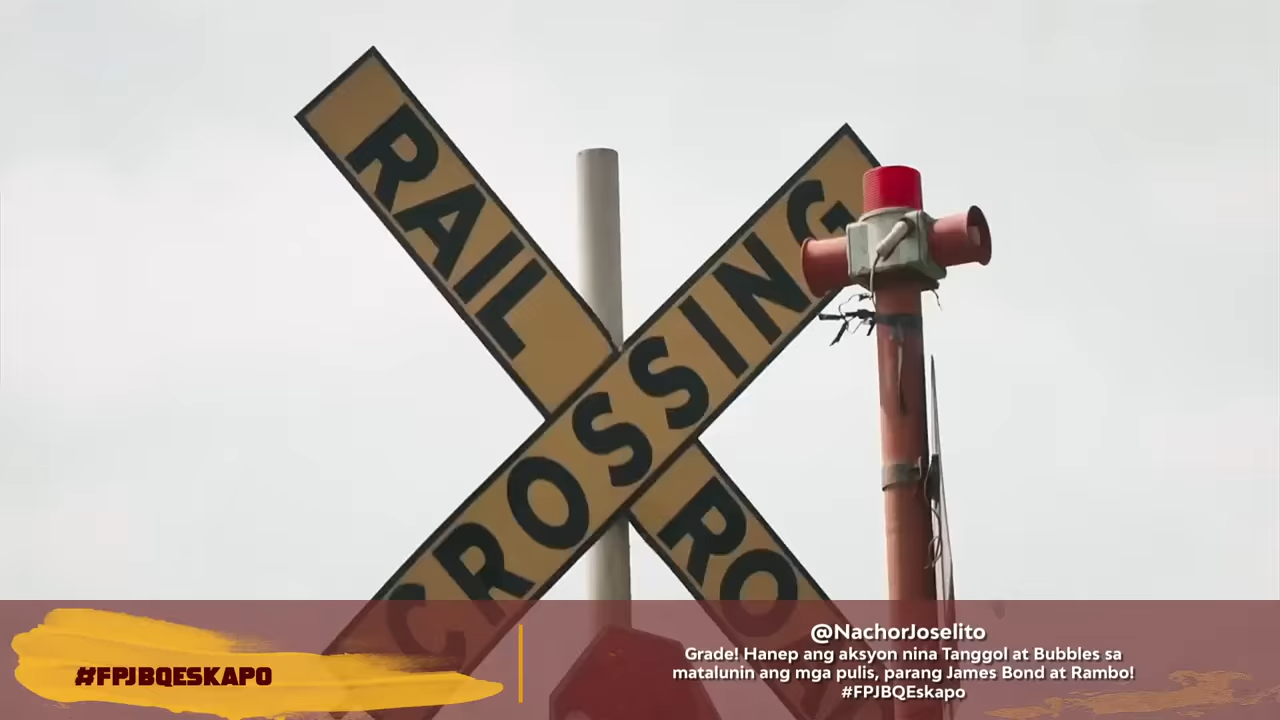 RAIL
CROSSING
RO
#FPJBQESKAPO
@NachorJoselito
Grade! Hanep ang aksyon nina Tanggol at Bubbles sa
matalunin ang mga pulis, parang James Bond at Rambo!
#FPJBQEskapo